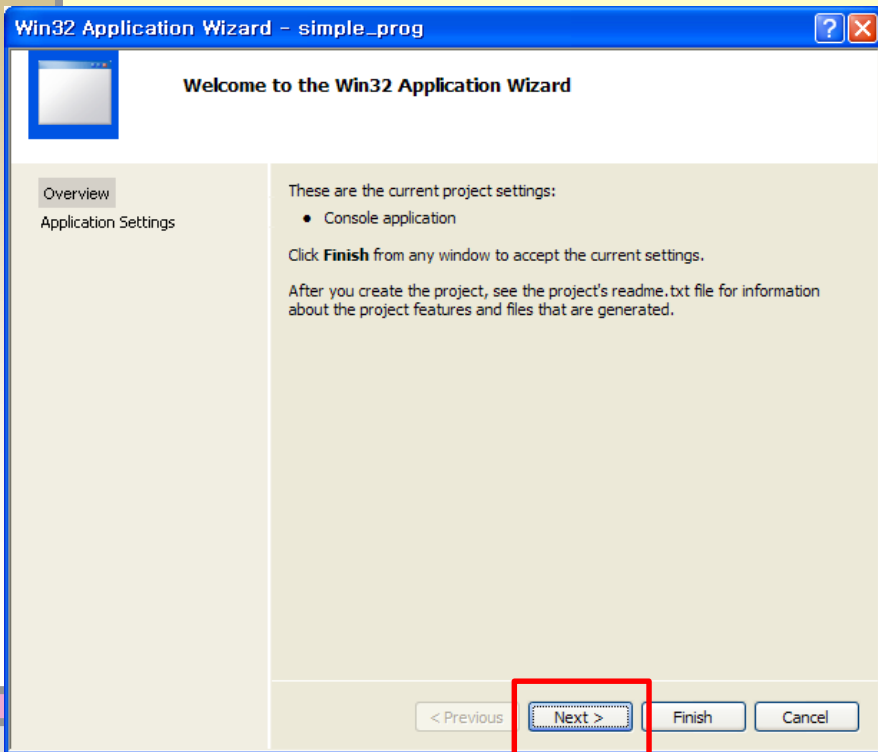 Win32 Application Wizard - simple_prog
Welcome to the Win32 Application Wizard
Overview
Application Settings
These are the current project settings:
• Console application
Click Finish from any window to accept the current settings.
After you create the project, see the project's readme.txt file for information
about the project features and files that are generated.
< Previous
Next >
Finish
Cancel